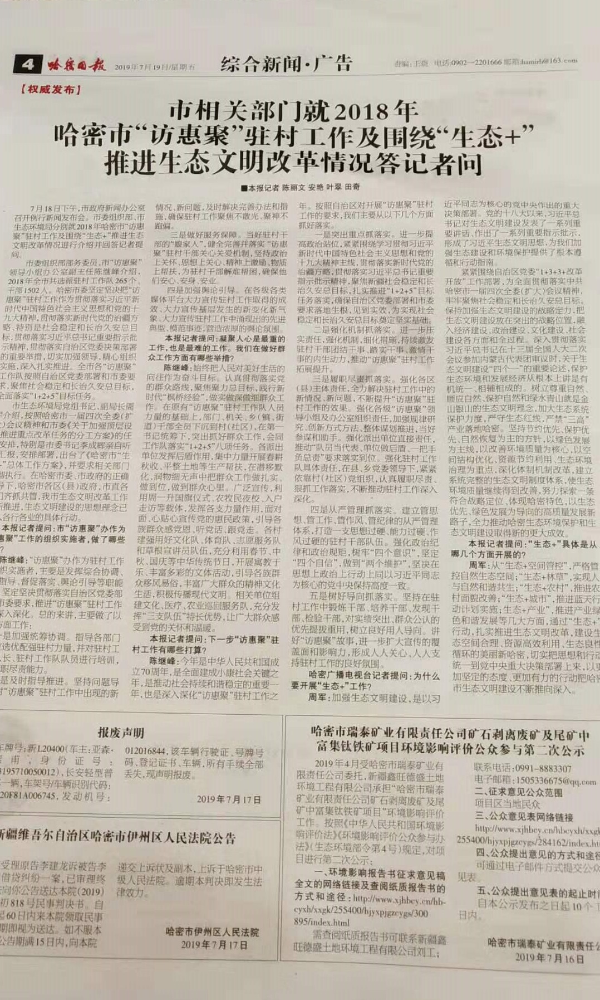 4
哈密日报
2019年7月19日/星期五
综合新闻·广告
责编:王晓 电话:0902—2201666 邮箱:hamirb@163.com
【权威发布】
市相关部门就2018年
哈密市“访惠聚”驻村工作及围绕“生态+”
推进生态文明改革情况答记者问
■本报记者 陈丽文 安艳 叶翠 田奇
7月18日下午,市政府新闻办公室
召开例行新闻发布会。市委组织部、市
生态环境局分别就2018年哈密市“访惠
聚”驻村工作及围绕“生态+”推进生态
文明改革情况进行介绍并回答记者提
问。
市委组织部部务委员,市“访惠聚”
领导小组办公室副主任陈继峰介绍,
2018年全市共选派驻村工作队265个、
干部1502人。哈密市委坚定坚决把“访
惠聚”驻村工作作为贯彻落实习近平新
时代中国特色社会主义思想和党的十
九大精神,贯彻落实新时代党的治疆方
略、特别是社会稳定和长治久安总目
标,贯彻落实习近平总书记重要指示批
示精神,贯彻落实自治区党委决策部署
的重要举措,切实加强领导,精心组织
实施,深入扎实推进。全市各“访惠聚”
工作队按照自治区党委部署和市委要
求,聚焦社会稳定和长治久安总目标,
全面落实“1+2+5”目标任务。
市生态环境局党组书记、副局长周
介绍,按照哈密市一届四次全委(扩
)会议精神和市委《关于加强顶层设
推进重点改革任务的分工方案》的任
安排,特别是市委书记李成辉亲自听
汇报,安排部署,出台了《哈密市“生
+”总体工作方案》,并要求相关部门
彻执行。在哈密市委、市政府的正确
导下,哈密市各区(县)政府,市直各
门齐抓共管,我市生态文明改革工作
推进,生态文明建设的思想理念已
各行各业的具体行动。
本报记者提问:市“访惠聚”办作为
惠聚”工作的组织实施者,做了哪些
?
陈继峰:“访惠聚”办作为驻村工作
织实施者,主要是发挥综合协调、
指导、督促落实、舆论引导等职能
坚定坚决贯彻落实自治区党委部
市委要求,推进“访惠聚”驻村工作
深入深化。总的来讲,主要做了以
方面工作:
是加强统筹协调。指导各部门
选优配强驻村力量,并对驻村工
长、驻村工作队队员进行培训,
职尽责能力。
是及时指导推进。坚持问题导
对“访惠聚”驻村工作中出现的新
情况、新问题,及时解决完善办法和措
施,确保驻村工作聚焦不散光、聚神不
跑偏。
三是做好服务保障。当好驻村干
部的“娘家人”,健全完善并落实“访惠
聚”驻村干部关心关爱机制,坚持政治
上关怀、思想上关心、精神上激励、物质
上帮扶,为驻村干部解难帮困,确保他
们安心、安身、安业。
四是加强舆论引导。在各级各类
媒体平台大力宣传驻村工作取得的成
效、大力宣传基层发生的新变化新气
象、大力宣传驻村工作中涌现出的先进
典型、模范事迹,营造浓厚的舆论氛围。
本报记者提问:凝聚人心是最重的
工作,也是最难的工作。我们在做好群
众工作方面有哪些举措?
陈继峰:始终把人民对美好生活的
向往作为奋斗目标。认真贯彻落实党
的群众路线,聚焦聚力总目标,践行新
时代“枫桥经验”,做实做深做细群众工
作。在原有“访惠聚”驻村工作队人员
力量的基础上,部门、机关、乡(镇、街
道)干部全员下沉到村(社区),在第一
书记统筹下,突出抓好群众工作,会同
工作队落实“1+2+5”八项任务。各派出
单位发挥后盾作用,集中力量开展春耕
秋收、平整土地等生产帮扶,在潜移默
化、润物细无声中把群众工作做扎实、
做到位,做到群众心里。广泛宣传,利
用周一升国旗仪式、农牧民夜校、入户
走访等载体,发挥各支力量作用,面对
面、心贴心宣传党的惠民政策,引导各
族群众感党恩、听党话、跟党走。各村
建强用好文化队、体育队、志愿服务队
和草根宣讲员队伍,充分利用春节、中
秋、国庆等中华传统节日,开展寓教于
乐、丰富多彩的文体活动,引导各族群
众移风易俗,丰富广大群众的精神文化
生活,积极传播现代文明。相关单位组
建文化、医疗、农业巡回服务队,充分发
挥“三支队伍”特长优势,让广大群众感
受到党的关怀和温暖。
本报记者提问:下一步“访惠聚”驻
村工作有哪些打算?
陈继峰:今年是中华人民共和国成
立70周年,是全面建成小康社会关键之
年,是推动社会持续和谐稳定的重要一
年,也是深入深化“访惠聚”驻村工作之
年。按照自治区对开展“访惠聚”驻村
工作的要求,我们主要从以下几个方面
抓好落实。
一是突出重点抓落实。进一步提
高政治站位,紧紧围绕学习贯彻习近平
新时代中国特色社会主义思想和党的
十九大精神主线,贯彻落实新时代党的
治疆方略,贯彻落实习近平总书记重要
指示批示精神,聚焦新疆社会稳定和长
治久安总目标,扎实推进“1+2+5”目标
任务落实,确保自治区党委部署和市委
要求落地生根,见到实效,为实现社会
稳定和长治久安总目标奠定坚实基础。
二是强化机制抓落实。进一步压
实责任,强化机制,细化措施,持续激发
驻村干部团结干事、踏实干事、激情干
事的内生动力,推动“访惠聚”驻村工作
拓展提升。
三是履职尽责抓落实。强化各区
(县)主体责任,全力解决驻村工作中的
新情况、新问题,不断提升“访惠聚”驻
村工作的效果。强化各级“访惠聚”领
导小组及办公室组织责任,加强规律研
究、创新方式方法、整体谋划推进,当好
参谋和助手。强化派出单位直接责任,
推动“队员当代表、单位做后盾、一把手
负总责”要求落实到位。强化驻村工作
队具体责任,在县、乡党委领导下,紧紧
依靠村(社区)党组织,认真履职尽责、
狠抓工作落实,不断推动驻村工作深入
深化。
四是从严管理抓落实。建立管思
想、管工作、管作风、管纪律的从严管理
体系,打造一支思想过硬、能力过硬、作
风过硬的驻村干部队伍。强化政治纪
律和政治规矩,树牢“四个意识”,坚定
“四个自信”,做到“两个维护”,坚决在
思想上政治上行动上同以习近平同志
为核心的党中央保持高度一致。
五是树好导向抓落实。坚持在驻
村工作中锻炼干部、培养干部、发现干
部、检验干部,对实绩突出、群众公认的
优先提拔重用,树立良好用人导向。讲
好“访惠聚”故事,进一步扩大宣传的覆
盖面和影响力,形成人人关心、人人支
持驻村工作的良好氛围。
哈密广播电视台记者提问:为什么
要开展“生态+”工作?
周军:加强生态文明建设,是以习
近平同志为核心的党中央作出的重大
决策部署。党的十八大以来,习近平总
书记对生态文明建设发表了一系列重
要讲话、作出了一系列重要指示批示,
形成了习近平生态文明思想,为我们加
强生态建设和环境保护提供了根本遵
循和行动指南。
紧紧围绕自治区党委“1+3+3+改革
开放”工作部署,为全面贯彻落实中共
哈密市一届四次全委(扩大)会议精神,
牢牢聚焦社会稳定和长治久安总目标,
保持加强生态文明建设的战略定力,把
生态文明建设放在突出的战略位置,融
入经济建设、政治建设、文化建设、社会
建设各方面和全过程。深入贯彻落实
习近平总书记在十三届全国人大二次
会议参加内蒙古代表团审议时,关于生
态文明建设“四个一”的重要论述,保护
生态环境和发展经济从根本上讲是有
机统一、相辅相成的。树立尊重自然、
顺应自然、保护自然和绿水青山就是金
山银山的生态文明理念,加大生态系统
保护力度,严守生态红线,严禁“三高”
产业落地哈密。坚持节约优先、保护优
先、自然恢复为主的方针,以绿色发展
为主线,以改善环境质量为核心,以空
间结构优化、资源节约利用、生态环境
治理为重点,深化体制机制改革,建立
系统完整的生态文明制度体系,使生态
环境质量继续得到改善,努力探索一条
符合战略定位、体现哈密特色,以生态
优先、绿色发展为导向的高质量发展新
路子,全力推动哈密生态环境保护和生
态文明建设取得新的更大成效。
本报记者提问:“生态+”具体是从
哪几个方面开展的?
周军:从“生态+空间管控”,严格管
控自然生态空间;“生态+林草”,实现人
与自然和谐共生;“生态+农村”,推进农
村面貌改善;“生态+城市”,推进蓝天行
动计划实施;“生态+产业”,推进产业绿
色和谐发展等几大方面,通过“生态+”
行动,扎实推进生态文明改革,建设生
态空间合理、资源高效利用、生态良性
循环的美丽新哈密,切实把思想和行动
统一到党中央重大决策部署上来,以更
加坚定的态度、更加有力的行动把哈密
市生态文明建设不断推向深入。
报废声明
车牌号:新L20400(车主:亚森·
甫,身份证号:
3195710050012),长安轻型普
一辆,车架号/车辆识别代码:
20F81A006745,发动机号:
012016844,该车辆行驶证、号牌号
码、登记证书、车辆,所有手续全部
丢失,现声明报废。
2019年7月17日
新疆维吾尔自治区哈密市伊州区人民法院公告
受理原告李建龙诉被告李
借贷纠纷一案,已审理终
向你公告送达本院(2019)
初818号民事判决书。自
起60日内来本院领取民事
期即视为送达。如不服本
公告期满15日内,向本院
递交上诉状及副本,上诉于哈密市中
级人民法院。逾期本判决即发生法
律效力。
哈密市伊州区人民法院
2019年7月17日
哈密市瑞泰矿业有限责任公司矿石剥离废矿及尾矿中
富集钛铁矿项目环境影响评价公众参与第二次公示
2019年4月受哈密市瑞泰矿业有
限责任公司委托,新疆鑫旺德盛土地
环境工程有限公司承担“哈密市瑞泰
矿业有限责任公司矿石剥离废矿及尾
矿中富集钛铁矿项目”环境影响评价
工作。按照《中华人民共和国环境影
响评价法》《环境影响评价公众参与办
法》(生态环境部令第4号)规定,对项
目进行第二次公示:
一、环境影响报告书征求意见稿
全文的网络链接及查阅纸质报告书的
方式和途径:http://www.xjhbcy.cn/hb-
cyxh/xxgk/255400/hjyxpjgzcygs/300
895/index.html
需查阅纸质报告书可联系新疆鑫
旺德盛土地环境工程有限公司刘工;
联系电话:0991-8883307
电子邮箱:1505336675@qq.com
二、征求意见公众范围
项目区当地民众
三、公众意见表网络链接
http://www.xjhbcy.cn/hbcyxh/xxgk
255400/hjyxpjgzcygs/284162/index.ht
四、公众提出意见的方式和途径
可通过电子邮件方式提交公众
见表。
五、公众提出意见表的起止时间
自本公示发布之日起10个工
日内。
哈密市瑞泰矿业有限责任公
2019年7月16日